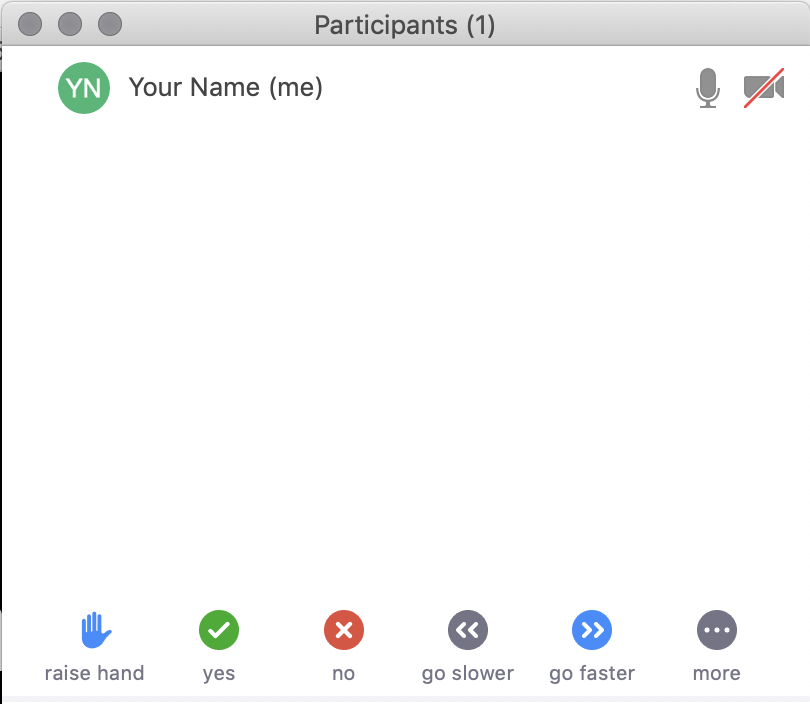 Participants (1)
YN Your Name (me)
raise hand yes no go slower go faster more